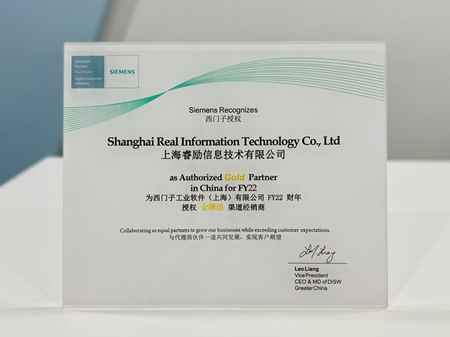 SIEMENS
Siemens Recognizes
西门子授权
Shanghai Real Information Technology Co., Ltd
上海睿励信息技术有限公司
as Authorized Gold Partner
in China for FY22
为西门子工业软件（上海）有限公司 FY22 财年
授权 金牌级 渠道经销商
Collaborating as equal partners to grow our businesses while exceeding customer expectations.
与代理商伙伴一道共同发展，实现客户期望
Leo Liang
Vice President
CEO & MD of DISW
Greater China